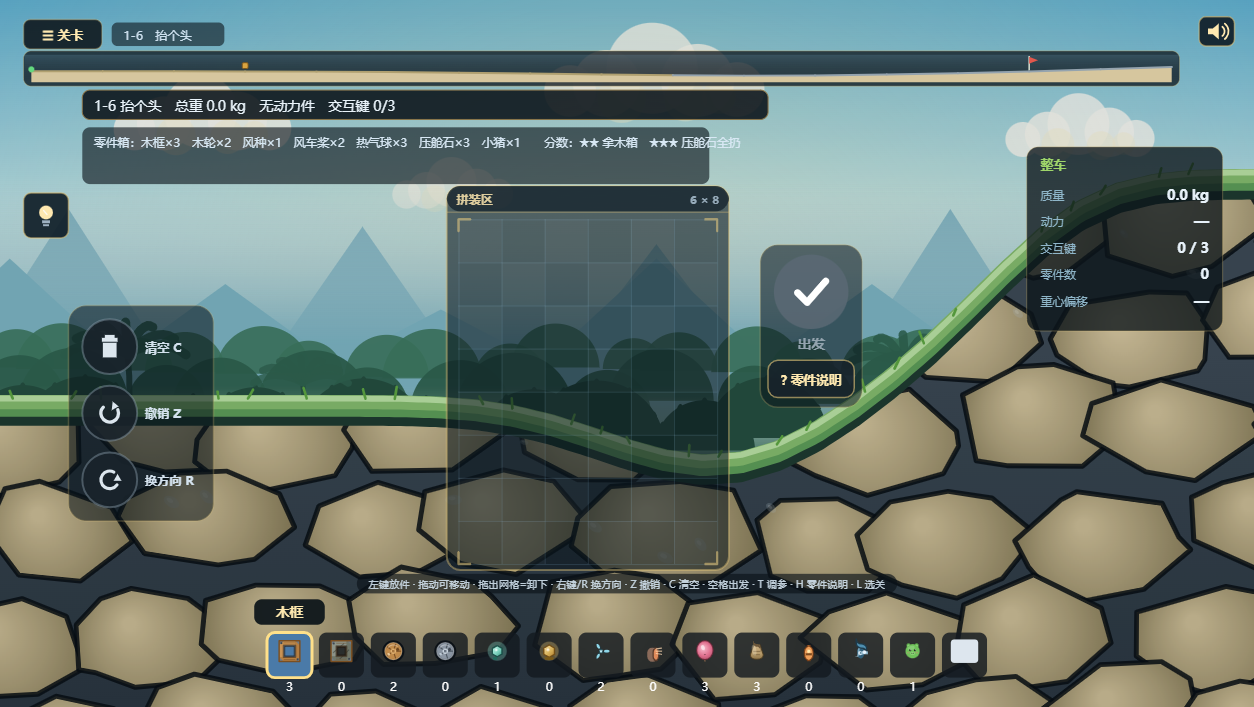 ☰ 关卡
1-6 抬个头
1-6 抬个头 总重 0.0 kg 无动力件 交互键 0/3
零件箱: 木框×3 木轮×2 风种×1 风车桨×2 热气球×3 压舱石×3 小猪×1 分数: ★★ 拿木箱 ★★★ 压舱石全扔
拼装区 6 × 8
整车
质量 0.0 kg
动力 —
交互键 0 / 3
零件数 0
重心偏移 —
出发
? 零件说明
清空 C
撤销 Z
换方向 R
左键放件 · 拖动可移动 · 拖出网格=卸下 · 右键/R 换方向 · Z 撤销 · C 清空 · 空格出发 · T 调参 · H 零件说明 · L 选关
木框
3 0 2 0 1 0 2 0 3 3 0 0 1